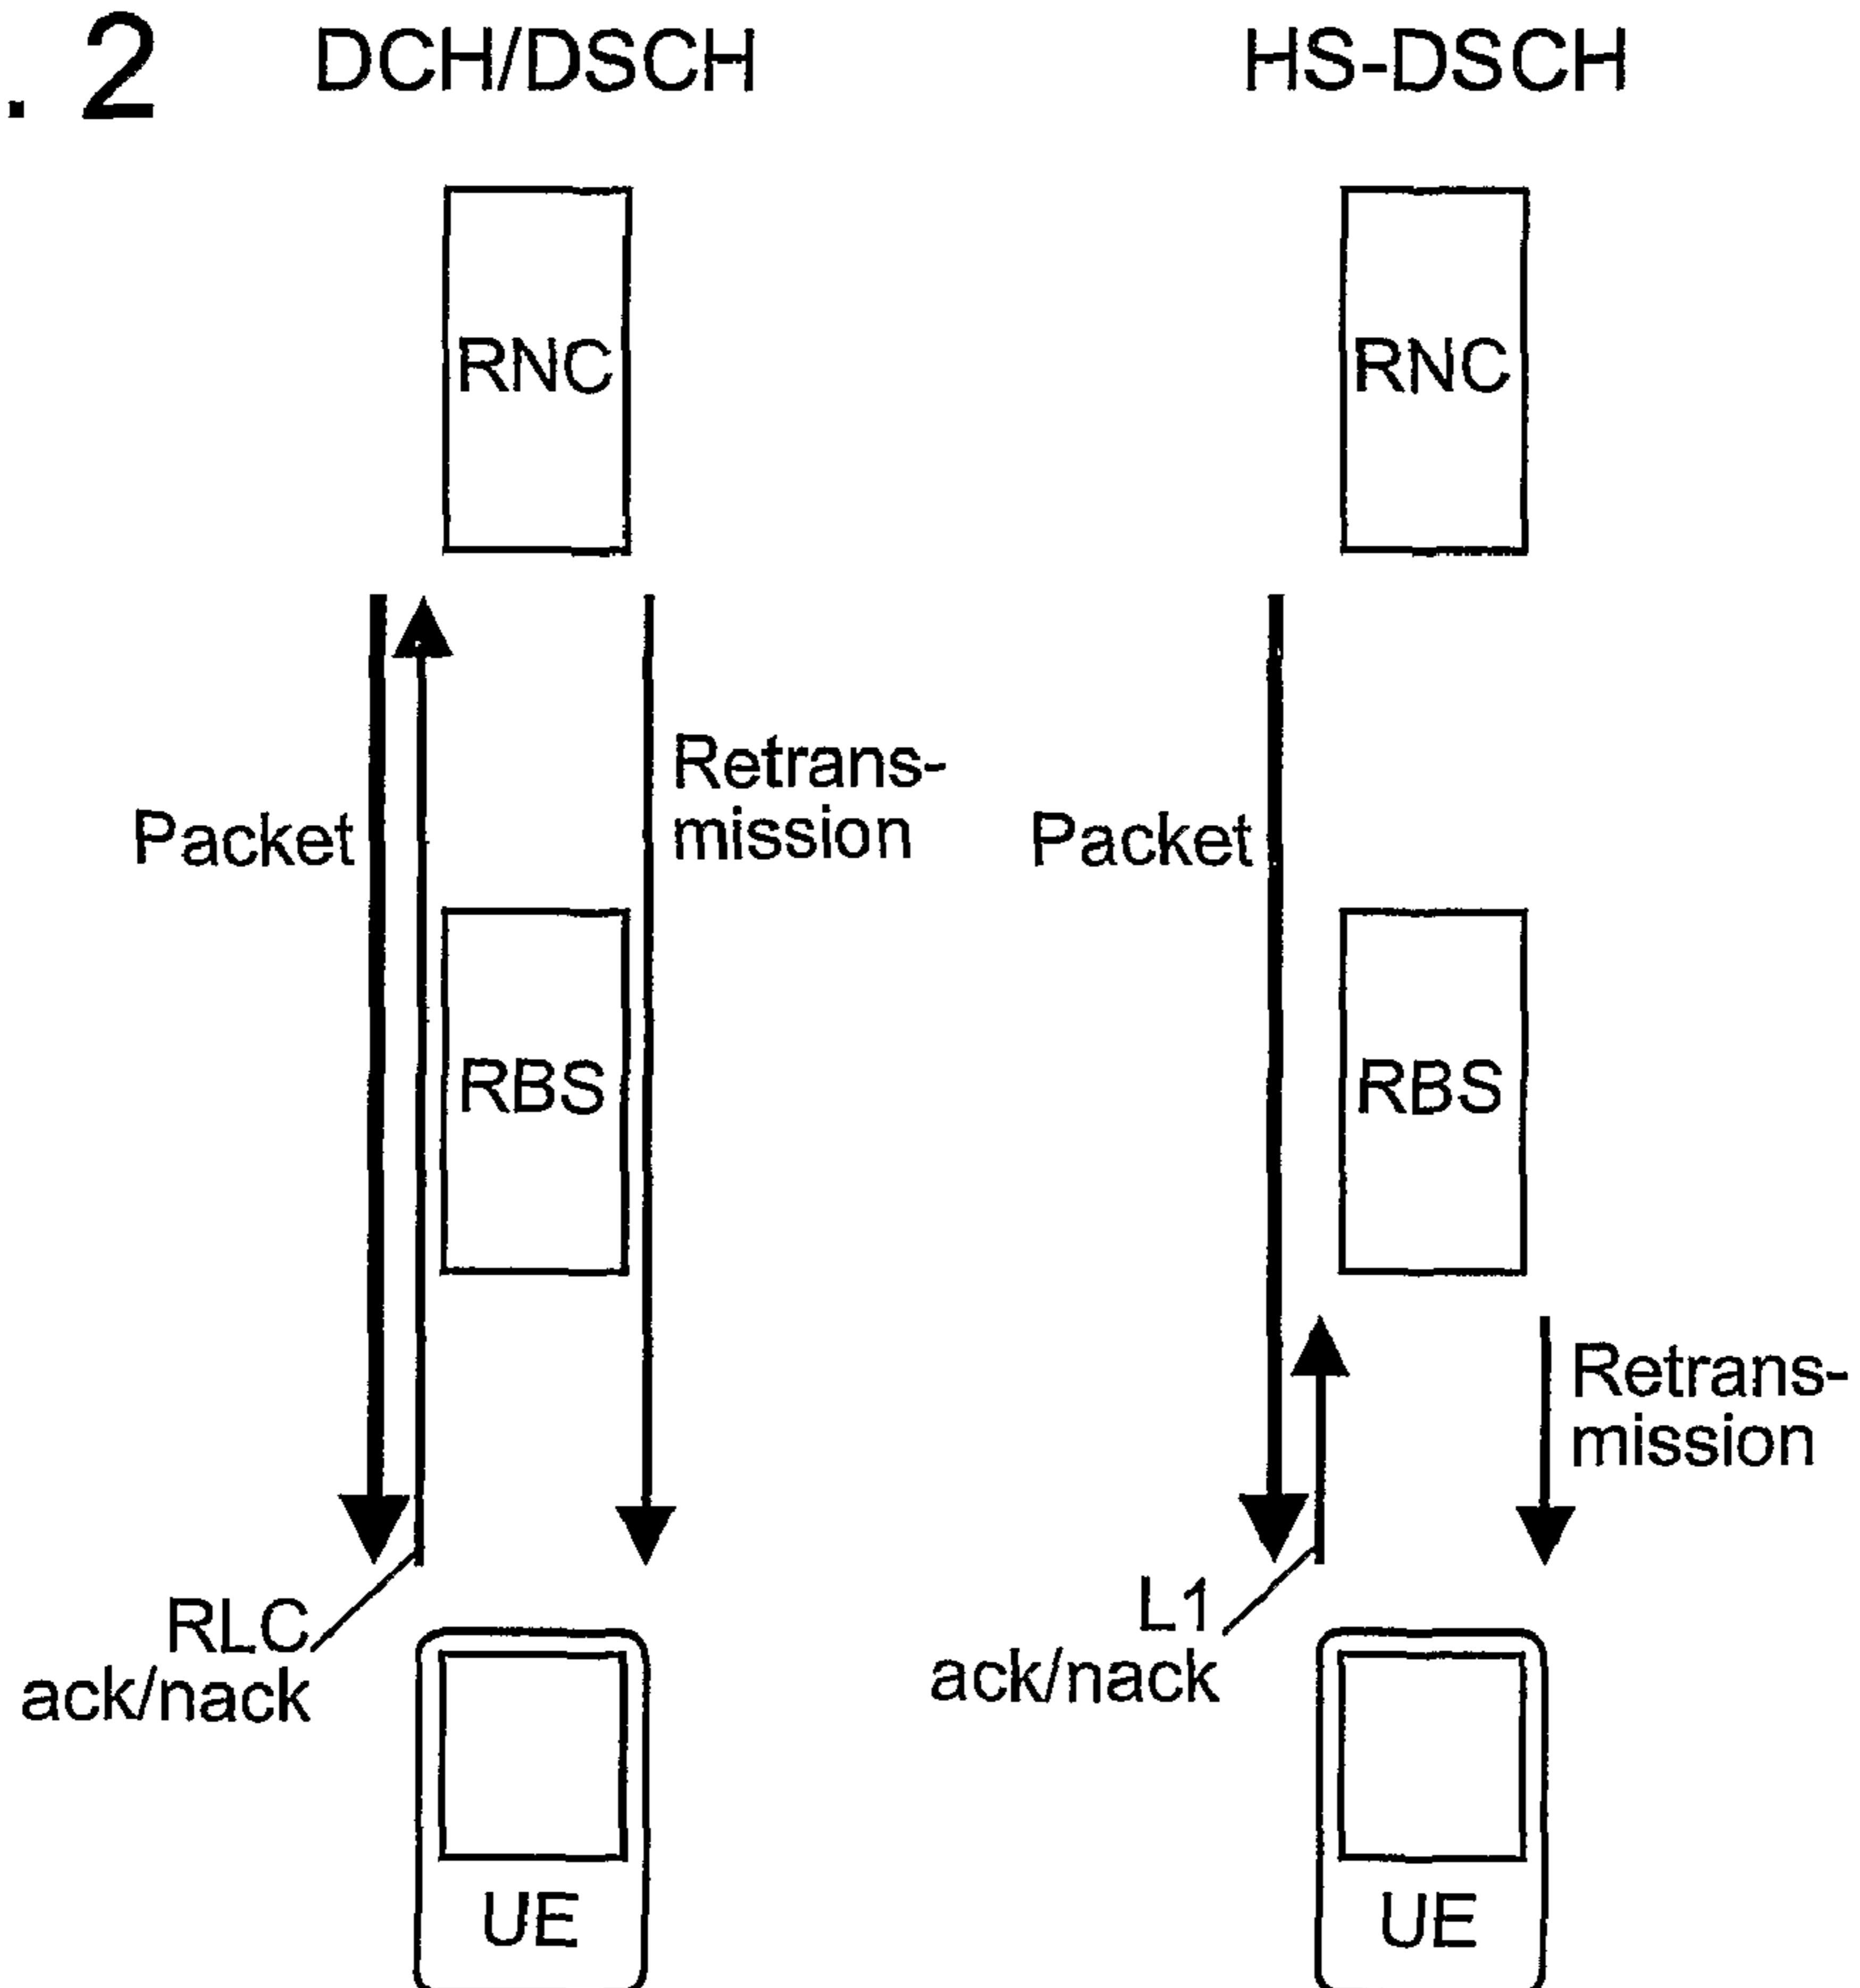 . 2
DCH/DSCH
HS-DSCH
RNC
RNC
Packet
Retrans-
mission
Packet
RBS
RBS
Retrans-
mission
RLC
ack/nack
L1
ack/nack
UE
UE